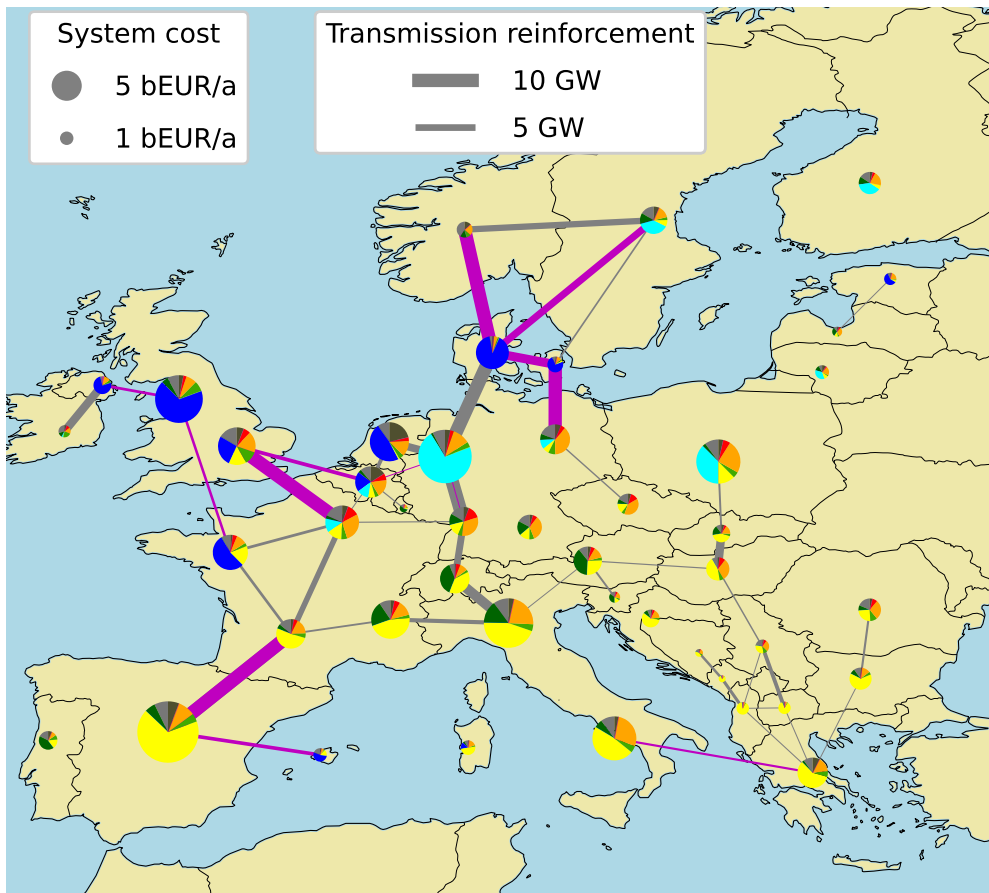 System cost
5 bEUR/a
1 bEUR/a
Transmission reinforcement
10 GW
5 GW